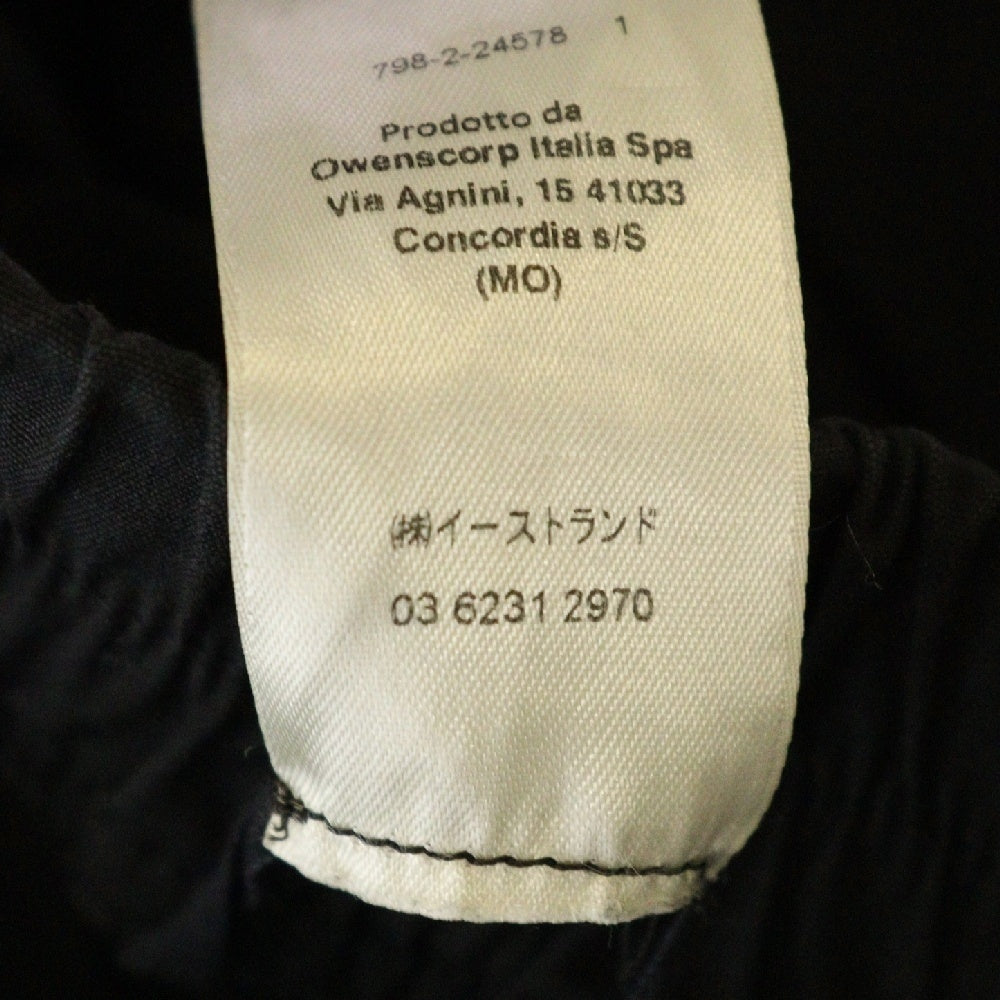 798-2-24578 1
Prodotto da
Owenscorp Italia Spa
Via Agnini, 15 41033
Concordia s/S
(MO)
㈱イーストランド
03 6231 2970